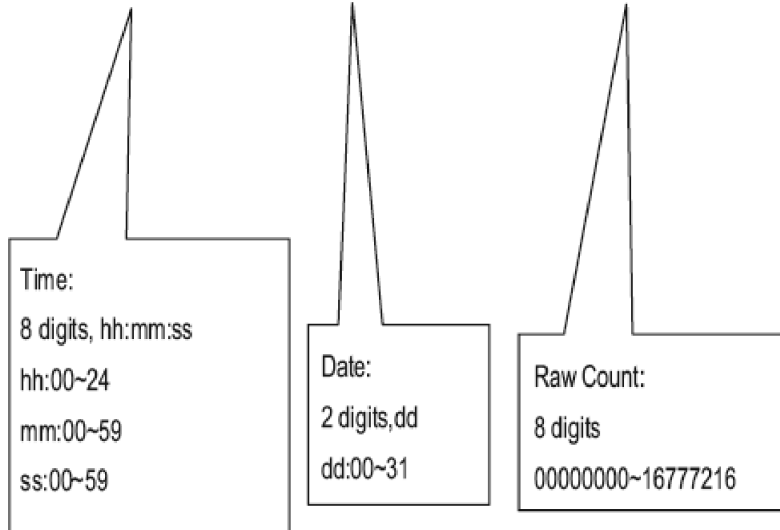 Time:
8 digits, hh:mm:ss
hh:00~24
mm:00~59
ss:00~59
Date:
2 digits,dd
dd:00~31
Raw Count:
8 digits
00000000~16777216